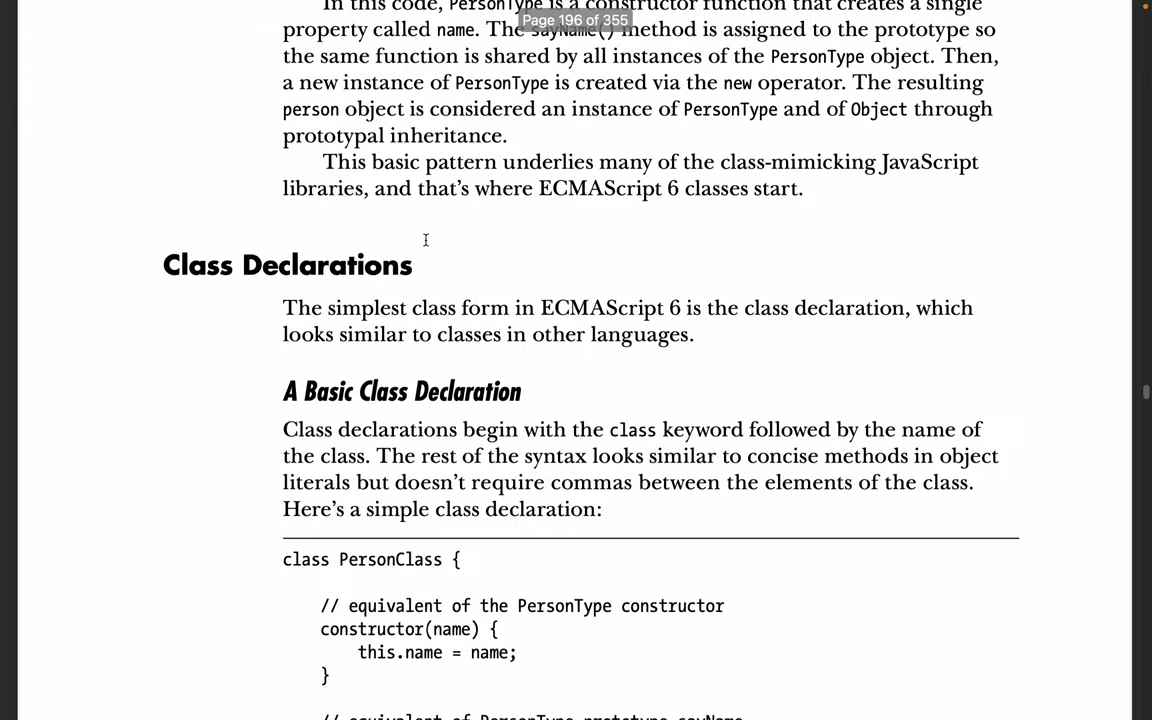 In this code, PersonType is a constructor function that creates a single
Page 196 of 355
property called name. The sayName() method is assigned to the prototype so
the same function is shared by all instances of the PersonType object. Then,
a new instance of PersonType is created via the new operator. The resulting
person object is considered an instance of PersonType and of Object through
prototypal inheritance.
This basic pattern underlies many of the class-mimicking JavaScript
libraries, and that's where ECMAScript 6 classes start.
Class Declarations
The simplest class form in ECMAScript 6 is the class declaration, which
looks similar to classes in other languages.
A Basic Class Declaration
Class declarations begin with the class keyword followed by the name of
the class. The rest of the syntax looks similar to concise methods in object
literals but doesn't require commas between the elements of the class.
Here's a simple class declaration:
class PersonClass {
// equivalent of the PersonType constructor
constructor(name) {
this.name = name;
}
// equivalent of PersonType.prototype.sayName